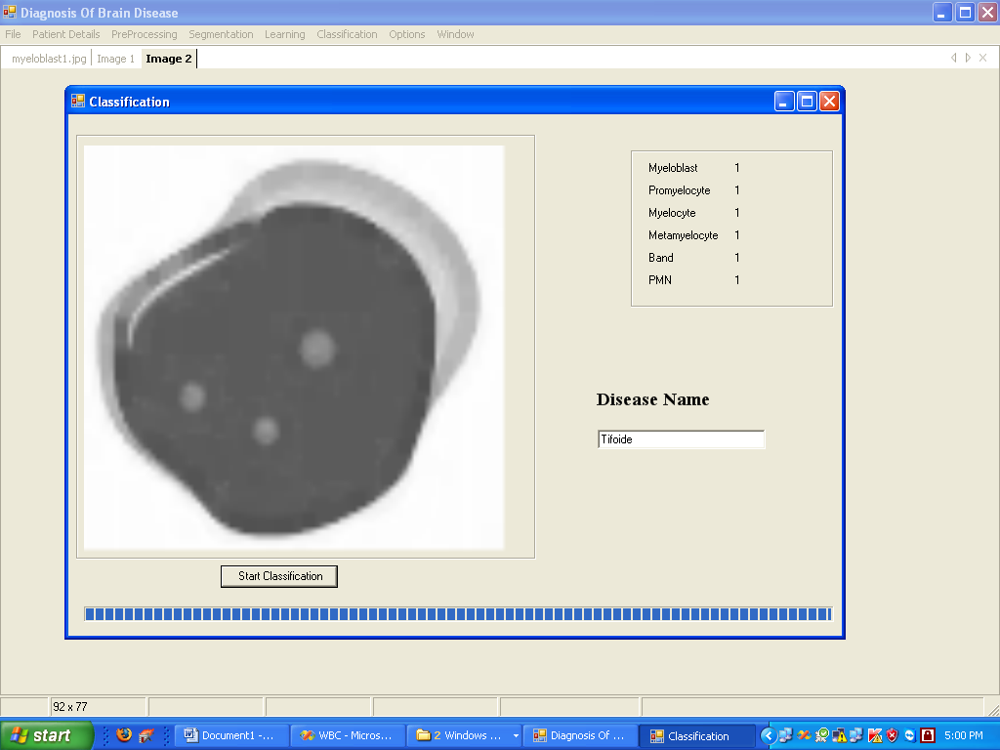 Diagnosis Of Brain Disease
File Patient Details PreProcessing Segmentation Learning Classification Options Window
myeloblast1.jpg Image 1 Image 2
Classification
Myeloblast 1
Promyelocyte 1
Myelocyte 1
Metamyelocyte 1
Band 1
PMN 1
Disease Name
Tifoide
Start Classification
92 x 77
start Document1 -... WBC - Micros... 2 Windows ... Diagnosis Of ... Classification 5:00 PM